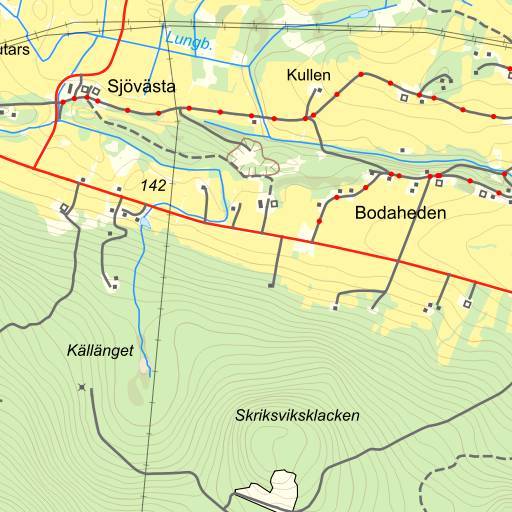 Lungb.
utars
Kullen
Sjövästa
142
Bodaheden
Källänget
Skriksviksklacken